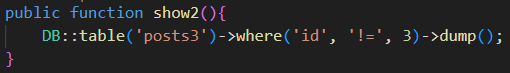 public function show2(){
    DB::table('posts3')->where('id', '!=', 3)->dump();
}